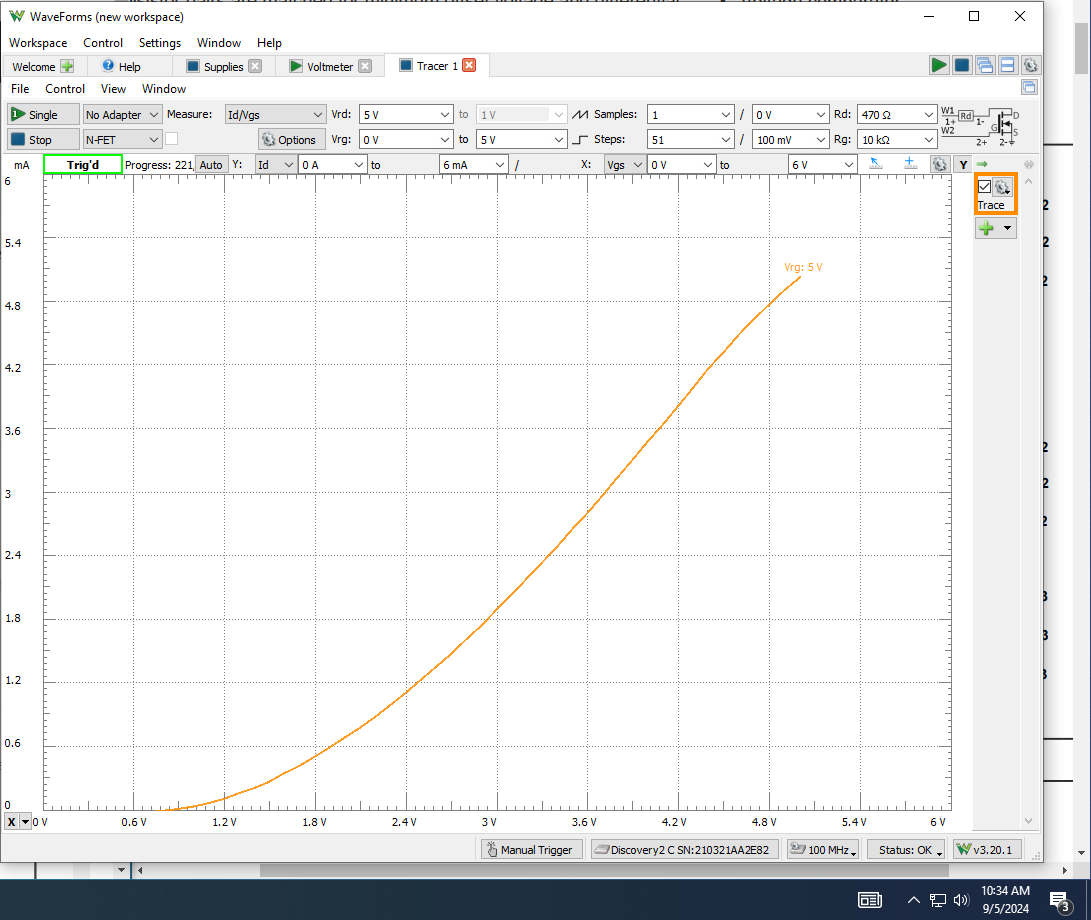 WaveForms (new workspace)
Workspace Control Settings Window Help
Welcome Help Supplies Voltmeter Tracer 1
File Control View Window
Single No Adapter Measure: Id/Vgs Vrd: 5 V to 1 V Samples: 1 / 0 V Rd: 470 Ω
Stop N-FET Options Vrg: 0 V to 5 V Steps: 51 / 100 mV Rg: 10 kΩ
W1 1+ Rd 1- D
W2 G S
2+ 2-
mA Trig'd Progress: 221, Auto Y: Id 0 A to 6 mA / X: Vgs 0 V to 6 V Y
Trace
6
5.4
4.8
4.2
3.6
3
2.4
1.8
1.2
0.6
0
Vrg: 5 V
X 0 V 0.6 V 1.2 V 1.8 V 2.4 V 3 V 3.6 V 4.2 V 4.8 V 5.4 V 6 V
Manual Trigger Discovery2 C SN:210321AA2E82 100 MHz Status: OK v3.20.1
10:34 AM
9/5/2024
3